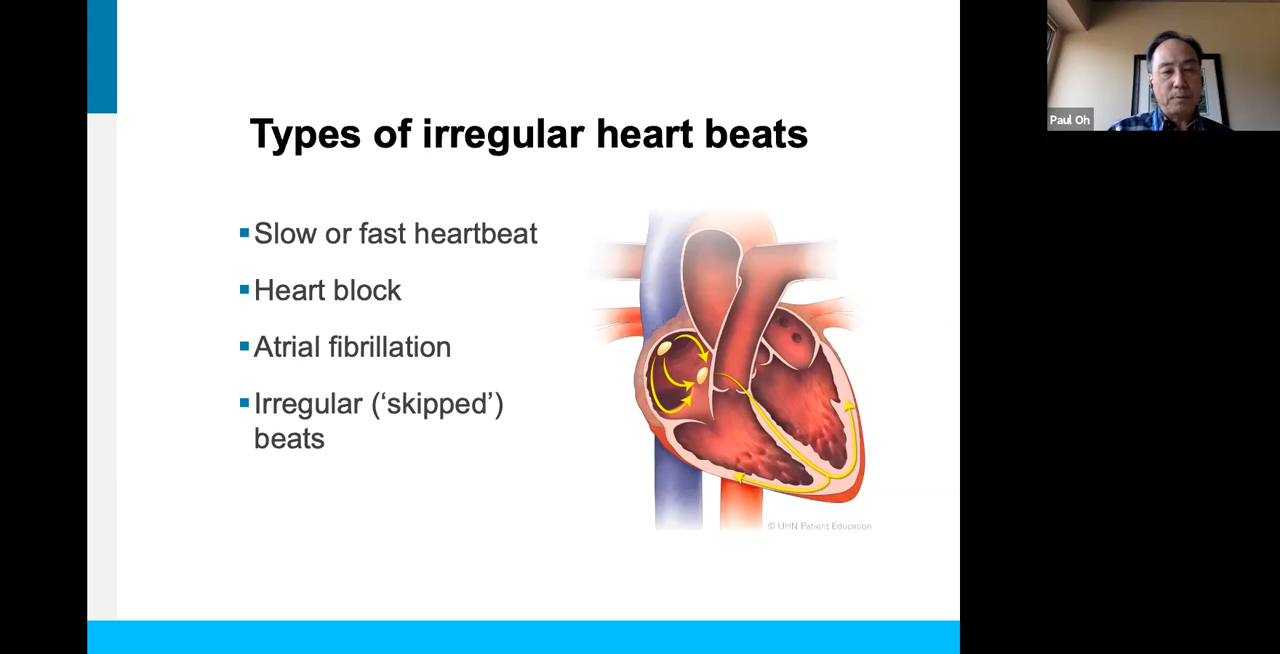 Types of irregular heart beats
Slow or fast heartbeat
Heart block
Atrial fibrillation
Irregular (‘skipped’)
beats
© UHN Patient Education
Paul Oh